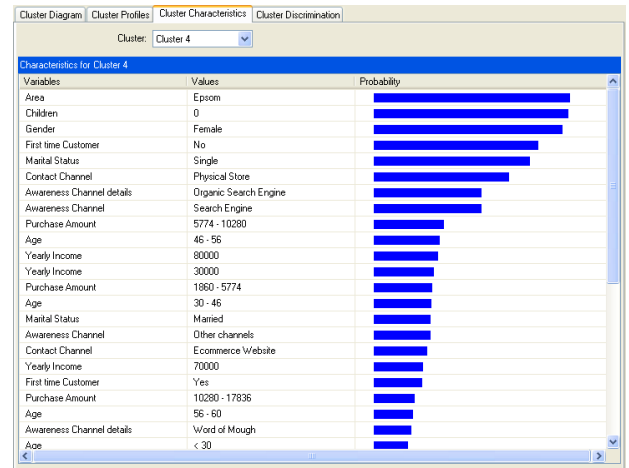 Cluster Diagram Cluster Profiles Cluster Characteristics Cluster Discrimination
Cluster: Cluster 4
Characteristics for Cluster 4
Variables Values Probability
Area Epsom
Children 0
Gender Female
First time Customer No
Marital Status Single
Contact Channel Physical Store
Awareness Channel details Organic Search Engine
Awareness Channel Search Engine
Purchase Amount 5774 - 10280
Age 46 - 56
Yearly Income 80000
Yearly Income 30000
Purchase Amount 1860 - 5774
Age 30 - 46
Marital Status Married
Awareness Channel Other channels
Contact Channel Ecommerce Website
Yearly Income 70000
First time Customer Yes
Purchase Amount 10280 - 17836
Age 56 - 60
Awareness Channel details Word of Mough
Age < 30